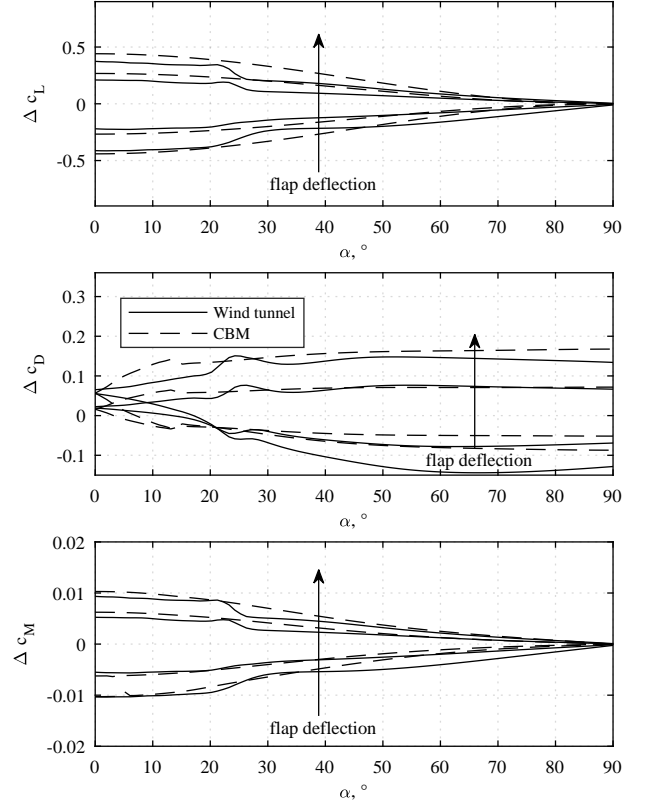 0.5
0
-0.5
Δ c_L
flap deflection
0 10 20 30 40 50 60 70 80 90
α, °
0.3
0.2
0.1
0
-0.1
Δ c_D
Wind tunnel
CBM
flap deflection
0 10 20 30 40 50 60 70 80 90
α, °
0.02
0.01
0
-0.01
-0.02
Δ c_M
flap deflection
0 10 20 30 40 50 60 70 80 90
α, °